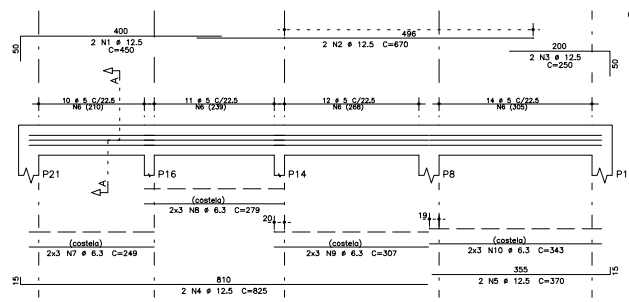 400
2 N1 ø 12.5
C=450
50
496
2 N2 ø 12.5 C=670
200
2 N3 ø 12.5
C=250
50
A
10 ø 5 C/22.5
N6 (210)
11 ø 5 C/22.5
N6 (239)
12 ø 5 C/22.5
N6 (268)
14 ø 5 C/22.5
N6 (305)
P21
P16
P14
P8
P1
A
(costela)
2x3 N8 ø 6.3 C=279
20
19
(costela)
2x3 N7 ø 6.3 C=249
(costela)
2x3 N9 ø 6.3 C=307
(costela)
2x3 N10 ø 6.3 C=343
15
810
2 N4 ø 12.5 C=825
355
2 N5 ø 12.5 C=370
15